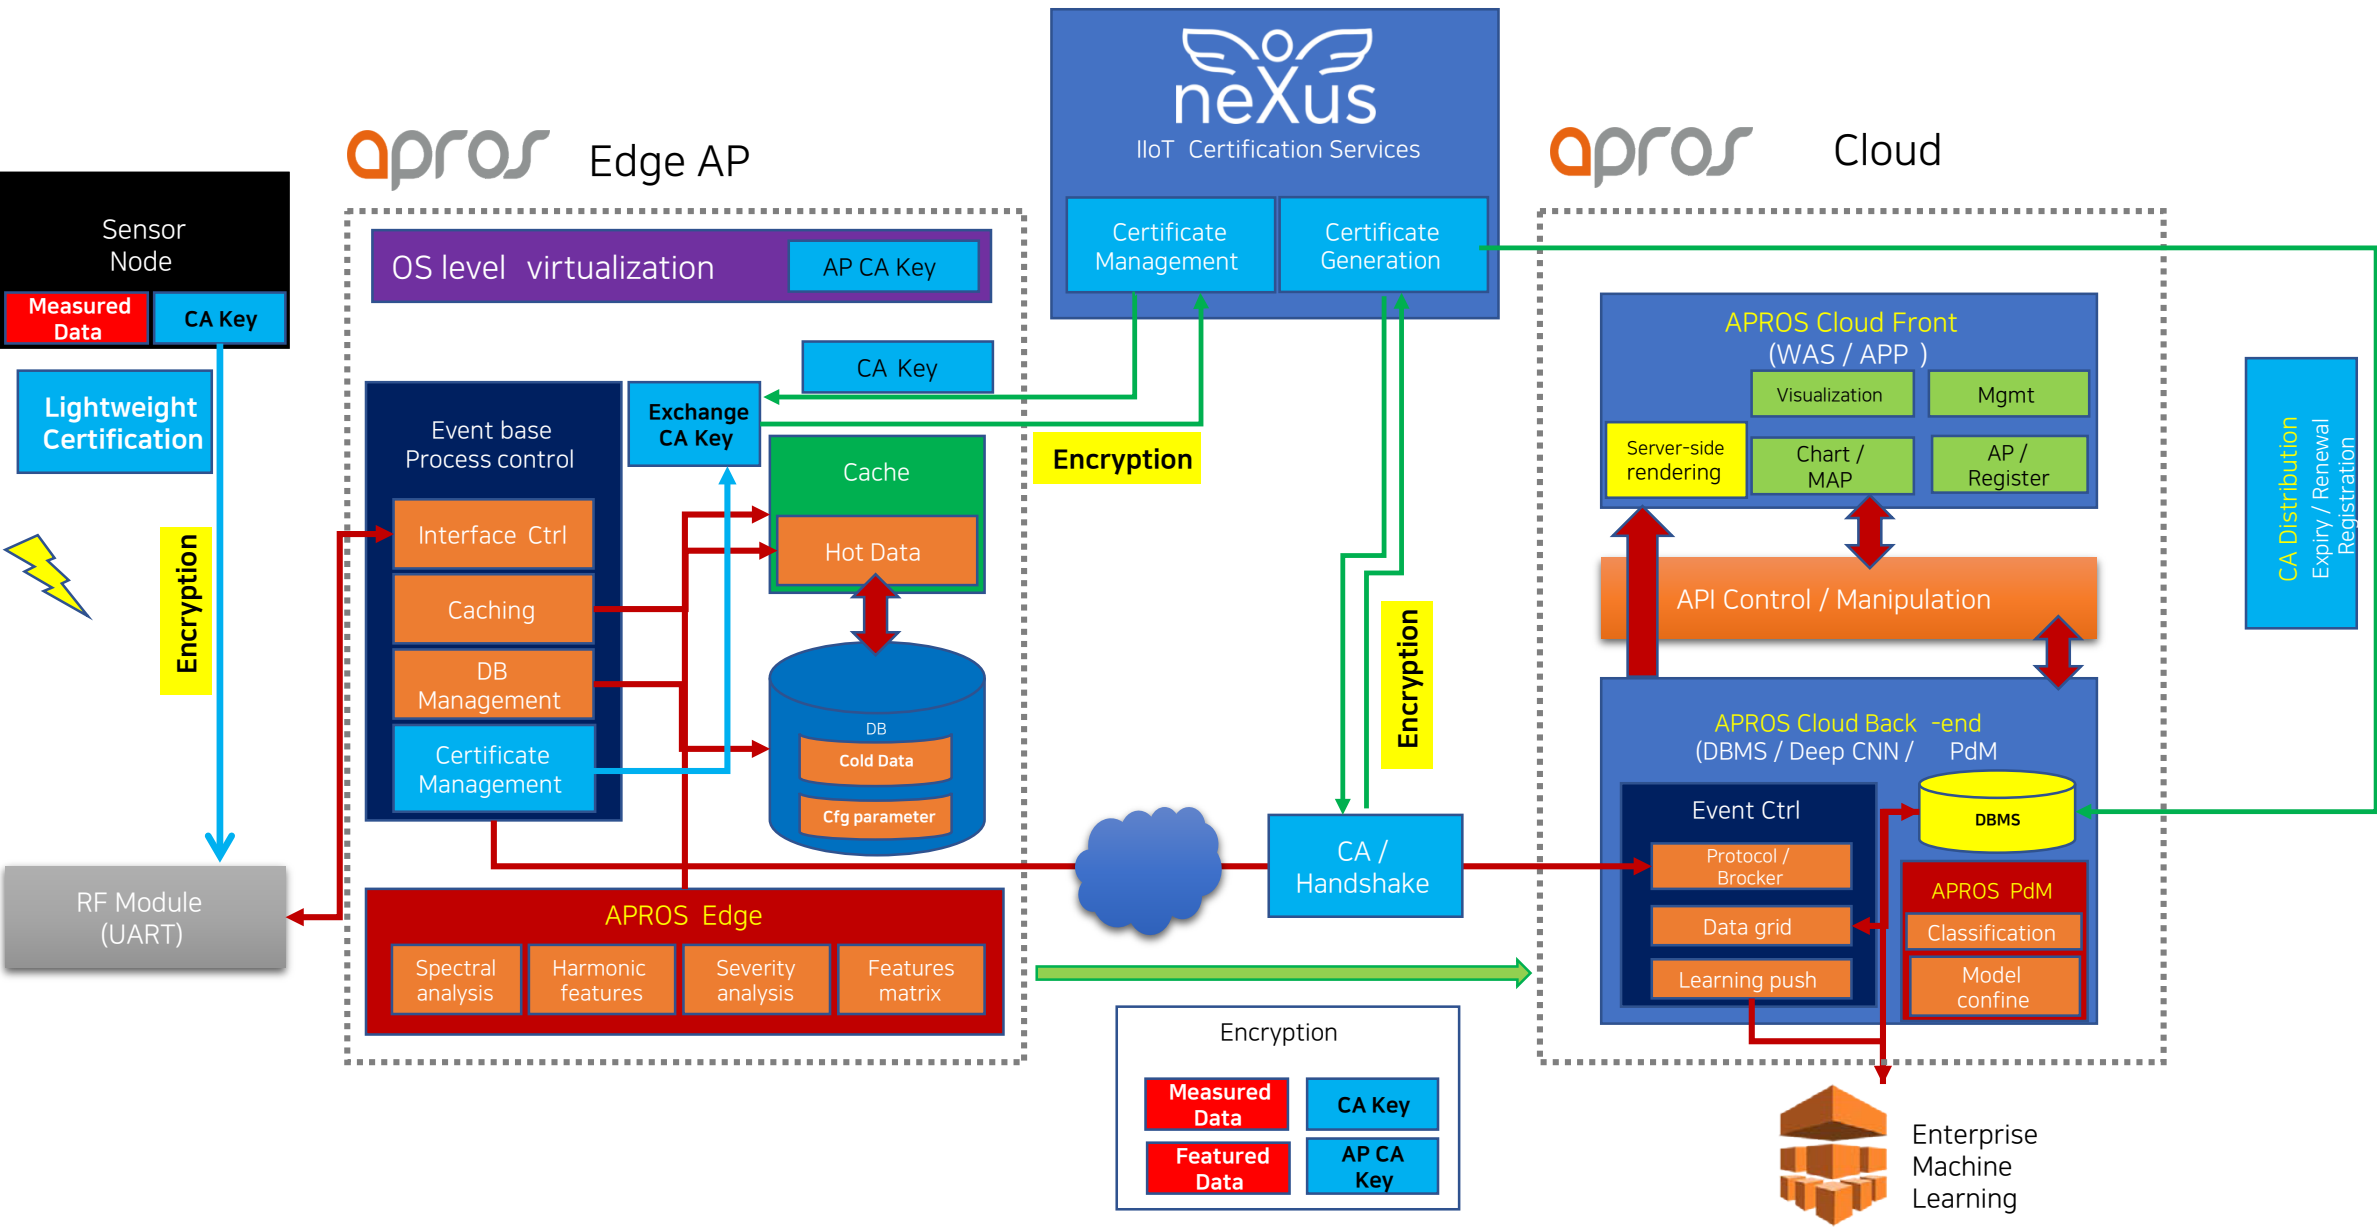 neXus
IIoT Certification Services
Certificate
Management
Certificate
Generation
apros Edge AP
apros Cloud
Sensor
Node
Measured
Data
CA Key
Lightweight
Certification
Encryption
RF Module
(UART)
OS level virtualization
AP CA Key
CA Key
Event base
Process control
Interface Ctrl
Caching
DB
Management
Certificate
Management
Exchange
CA Key
Cache
Hot Data
DB
Cold Data
Cfg parameter
APROS Edge
Spectral
analysis
Harmonic
features
Severity
analysis
Features
matrix
Encryption
Encryption
CA /
Handshake
Encryption
Measured
Data
CA Key
Featured
Data
AP CA
Key
APROS Cloud Front
(WAS / APP )
Visualization
Mgmt
Server-side
rendering
Chart /
MAP
AP /
Register
API Control / Manipulation
APROS Cloud Back -end
(DBMS / Deep CNN / PdM
Event Ctrl
Protocol /
Brocker
Data grid
Learning push
DBMS
APROS PdM
Classification
Model
confine
CA Distribution
Expiry / Renewal
Registration
Enterprise
Machine
Learning